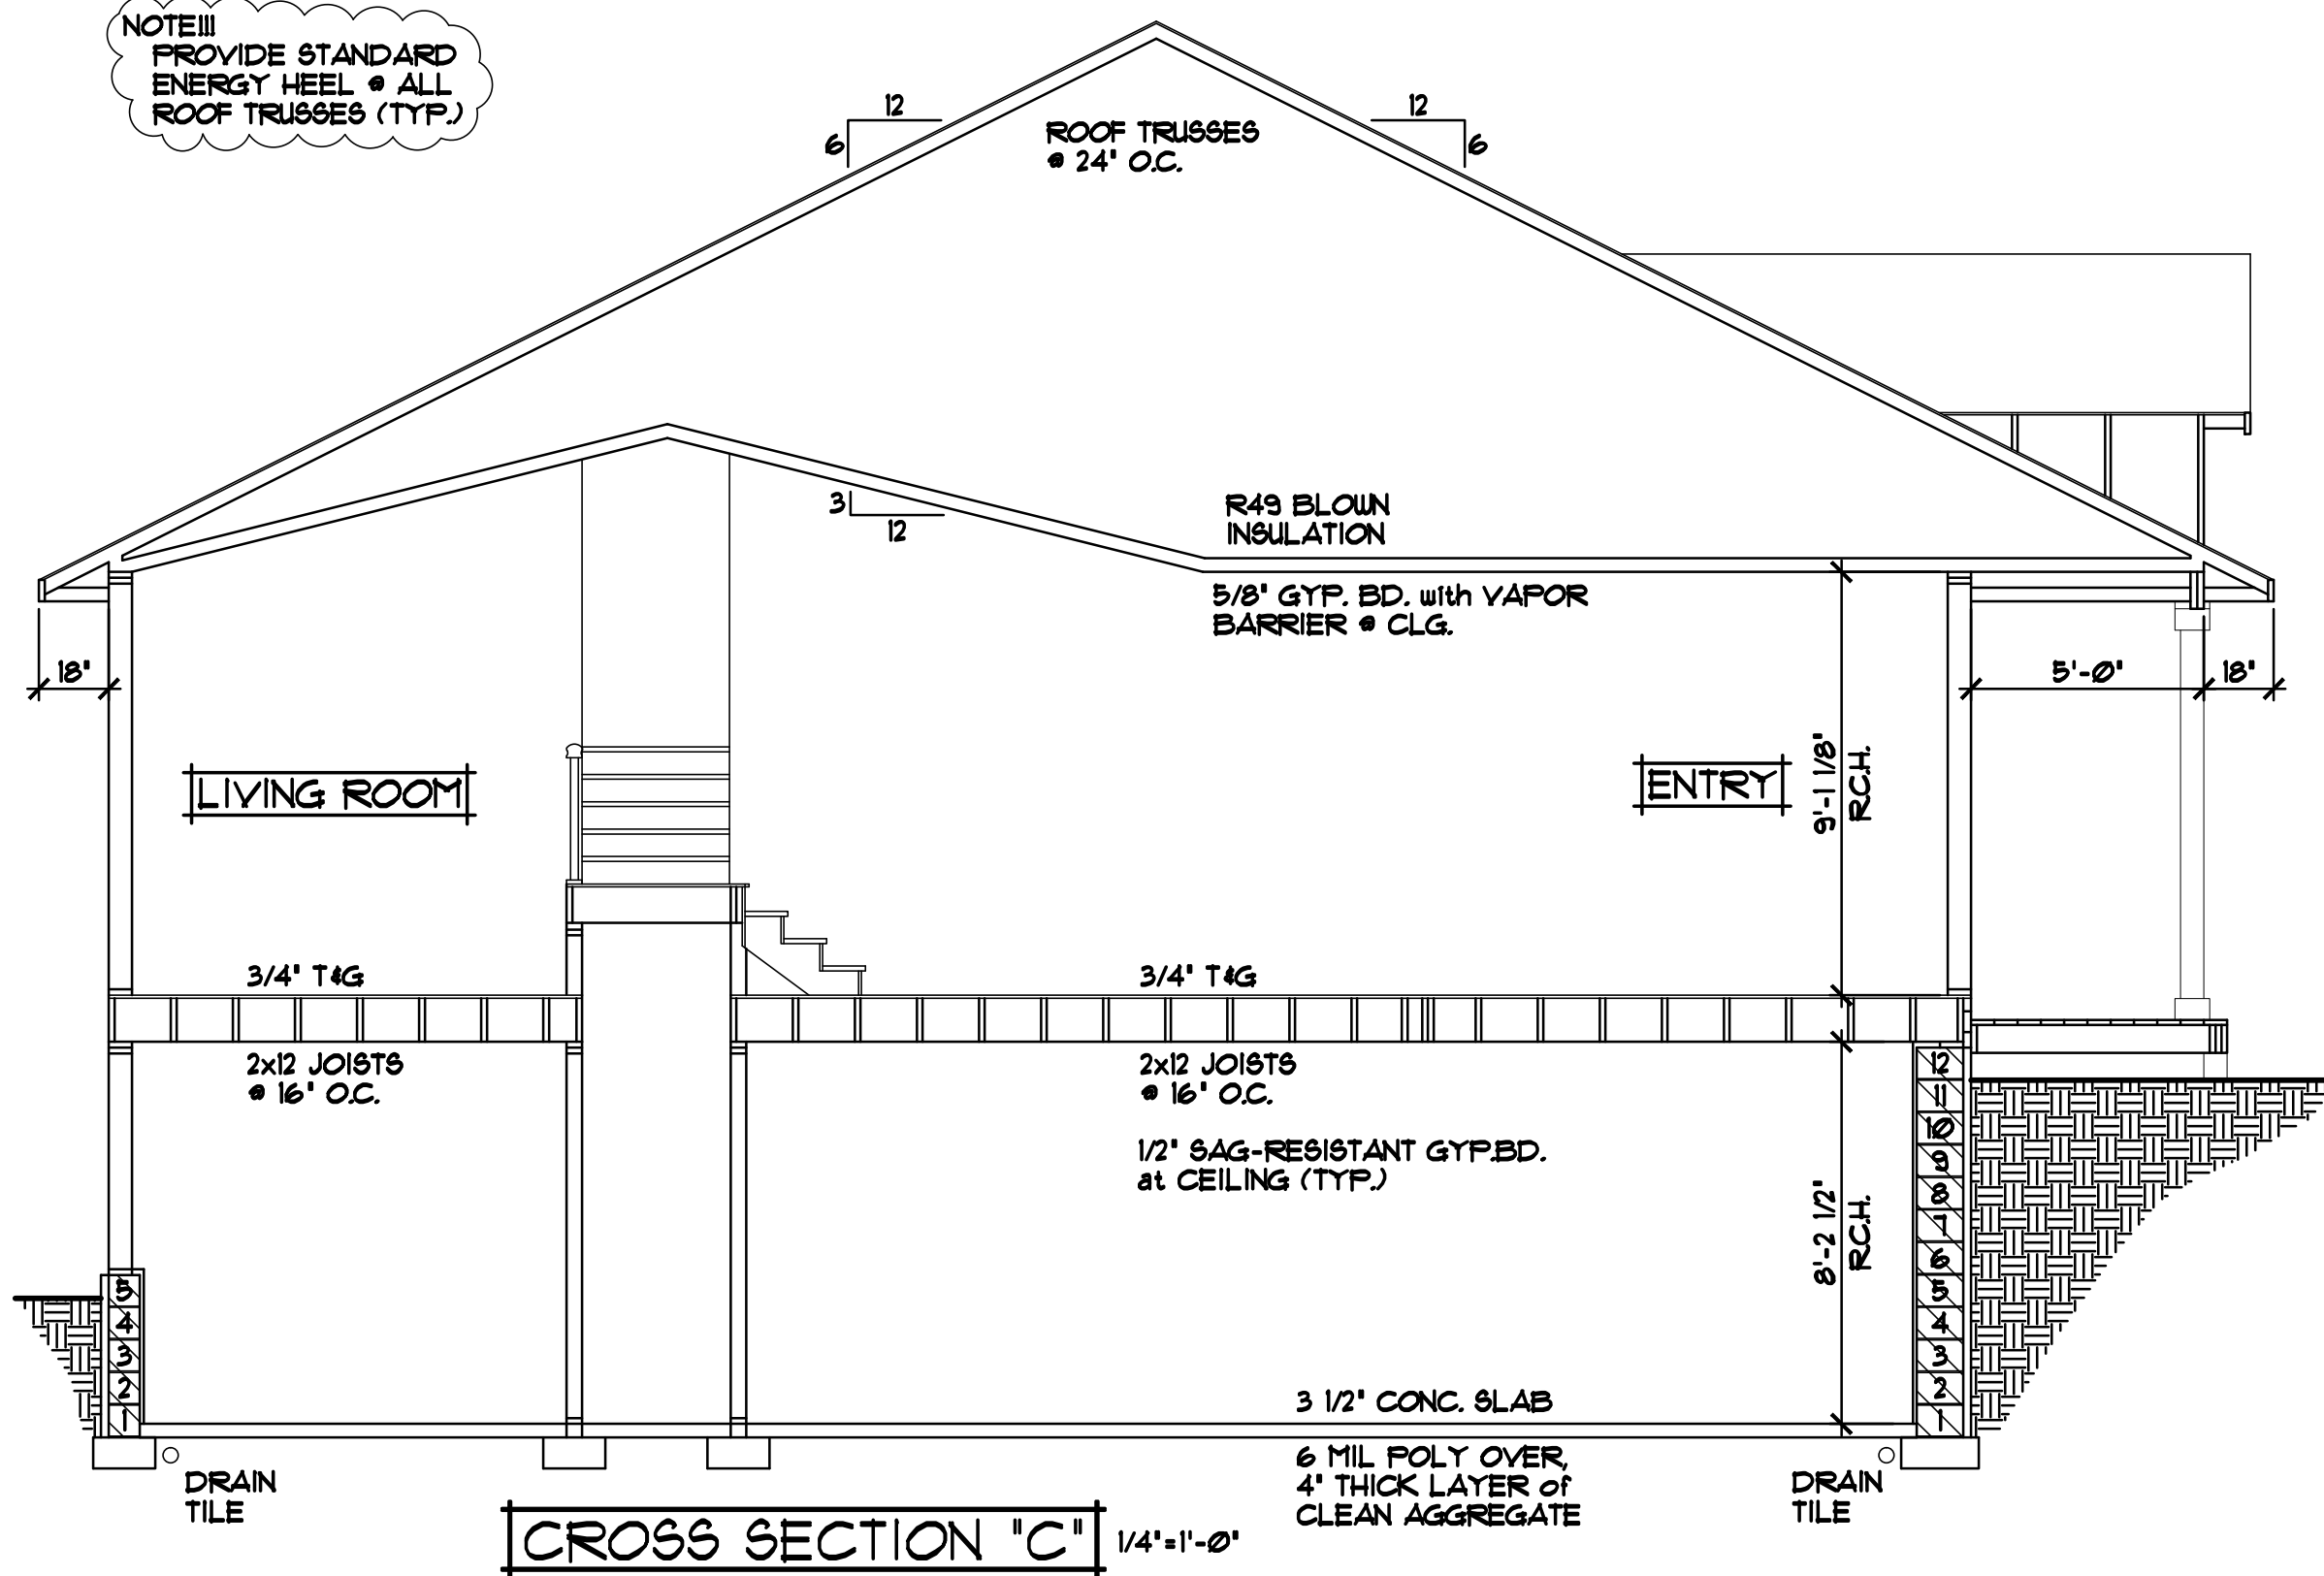 NOTE!!!
PROVIDE STANDARD
ENERGY HEEL @ ALL
ROOF TRUSSES (TYP.)
12
6
ROOF TRUSSES
@ 24" O.C.
12
6
3
12
R49 BLOWN
INSULATION
5/8" GYP. BD. with VAPOR
BARRIER @ CLG.
18"
5'-0"
18"
LIVING ROOM
ENTRY
9'-1 1/8"
R.C.H.
3/4" T&G
3/4" T&G
2x12 JOISTS
@ 16" O.C.
2x12 JOISTS
@ 16" O.C.
1/2" SAG-RESISTANT GYP.BD.
at CEILING (TYP.)
8'-2 1/2"
R.C.H.
12
11
10
9
8
7
6
5
4
3
2
1
5
4
3
2
1
3 1/2" CONC. SLAB
6 MIL POLY OVER,
4" THICK LAYER of
CLEAN AGGREGATE
DRAIN
TILE
DRAIN
TILE
CROSS SECTION "C"
1/4"=1'-0"